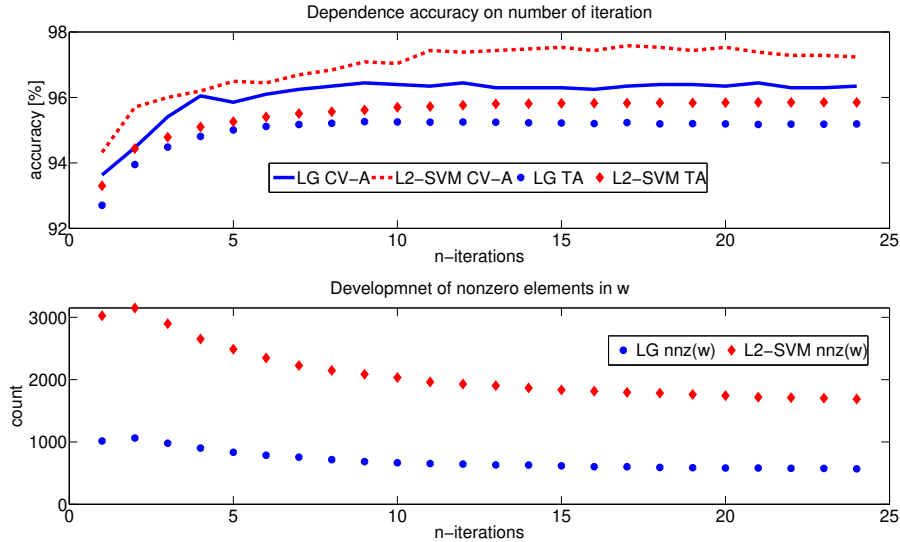 Dependence accuracy on number of iteration
98
96
94
92
accuracy [%]
LG CV−A L2−SVM CV−A LG TA L2−SVM TA
0 5 10 15 20 25
n−iterations
Developmnet of nonzero elements in w
3000
2000
1000
0
count
LG nnz(w) L2−SVM nnz(w)
0 5 10 15 20 25
n−iterations